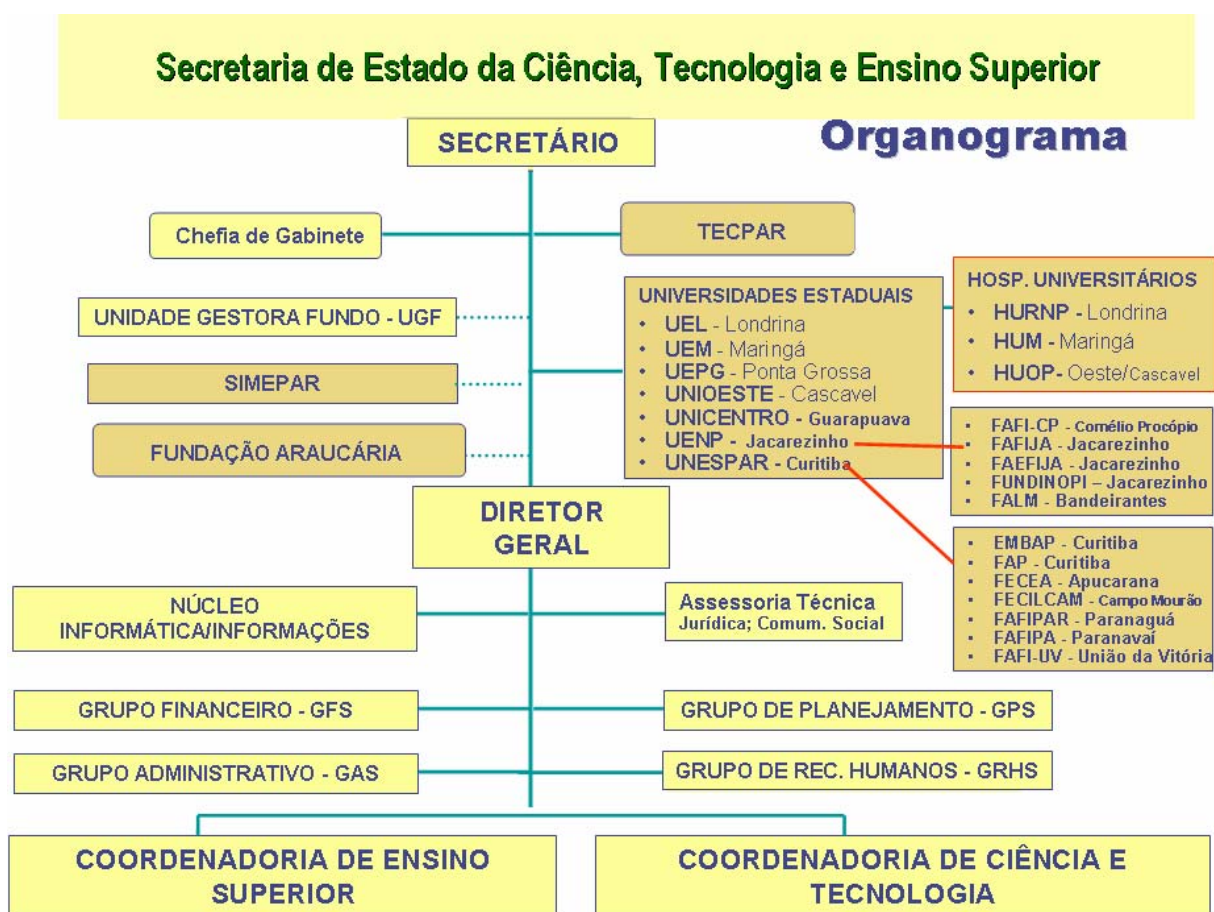 Secretaria de Estado da Ciência, Tecnologia e Ensino Superior
Organograma
SECRETÁRIO
Chefia de Gabinete
TECPAR
UNIDADE GESTORA FUNDO - UGF
SIMEPAR
FUNDAÇÃO ARAUCÁRIA
UNIVERSIDADES ESTADUAIS
• UEL - Londrina
• UEM - Maringá
• UEPG - Ponta Grossa
• UNIOESTE - Cascavel
• UNICENTRO - Guarapuava
• UENP - Jacarezinho
• UNESPAR - Curitiba
HOSP. UNIVERSITÁRIOS
• HURNP - Londrina
• HUM - Maringá
• HUOP- Oeste/Cascavel
• FAFI-CP - Cornélio Procópio
• FAFIJA - Jacarezinho
• FAEFIJA - Jacarezinho
• FUNDINOPI – Jacarezinho
• FALM - Bandeirantes
• EMBAP - Curitiba
• FAP - Curitiba
• FECEA - Apucarana
• FECILCAM - Campo Mourão
• FAFIPAR - Paranaguá
• FAFIPA - Paranavaí
• FAFI-UV - União da Vitória
DIRETOR
GERAL
NÚCLEO
INFORMÁTICA/INFORMAÇÕES
Assessoria Técnica
Jurídica; Comum. Social
GRUPO FINANCEIRO - GFS
GRUPO DE PLANEJAMENTO - GPS
GRUPO ADMINISTRATIVO - GAS
GRUPO DE REC. HUMANOS - GRHS
COORDENADORIA DE ENSINO
SUPERIOR
COORDENADORIA DE CIÊNCIA E
TECNOLOGIA